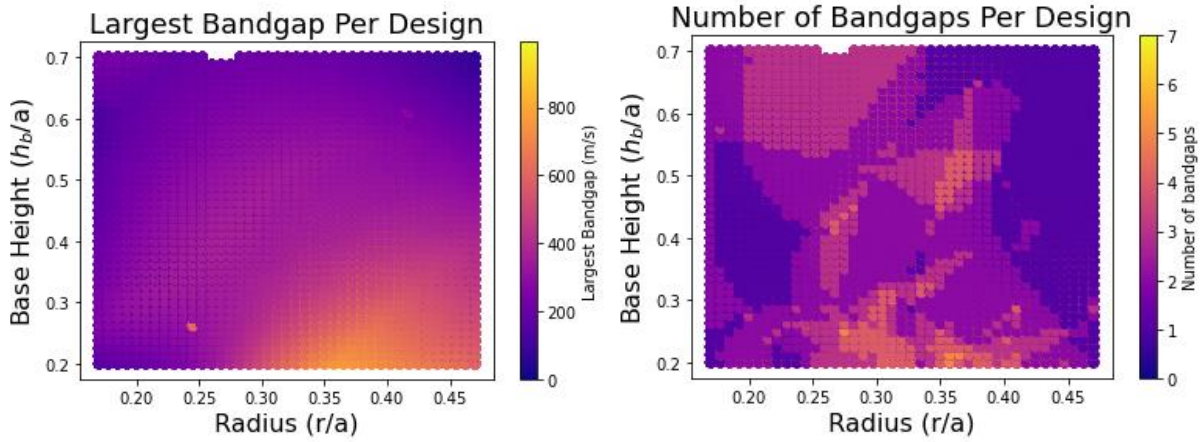 Largest Bandgap Per Design
Base Height (h_b/a)
0.7
0.6
0.5
0.4
0.3
0.2
0.20 0.25 0.30 0.35 0.40 0.45
Radius (r/a)
800
600
400
200
0
Largest Bandgap (m/s)
Number of Bandgaps Per Design
Base Height (h_b/a)
0.7
0.6
0.5
0.4
0.3
0.2
0.20 0.25 0.30 0.35 0.40 0.45
Radius (r/a)
7
6
5
4
3
2
1
0
Number of bandgaps